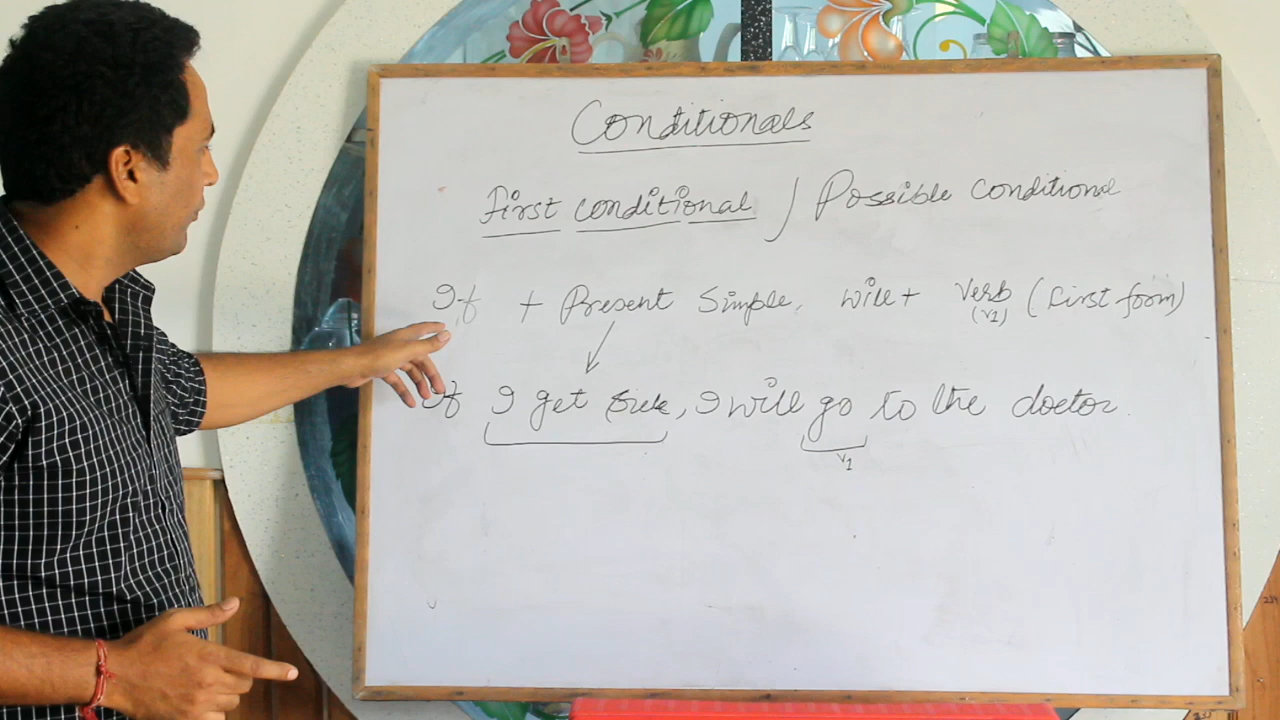 Conditionals
First conditional / Possible conditional
If + Present Simple, will + Verb (first form)
(v1)
If I get sick, I will go to the doctor.
v1